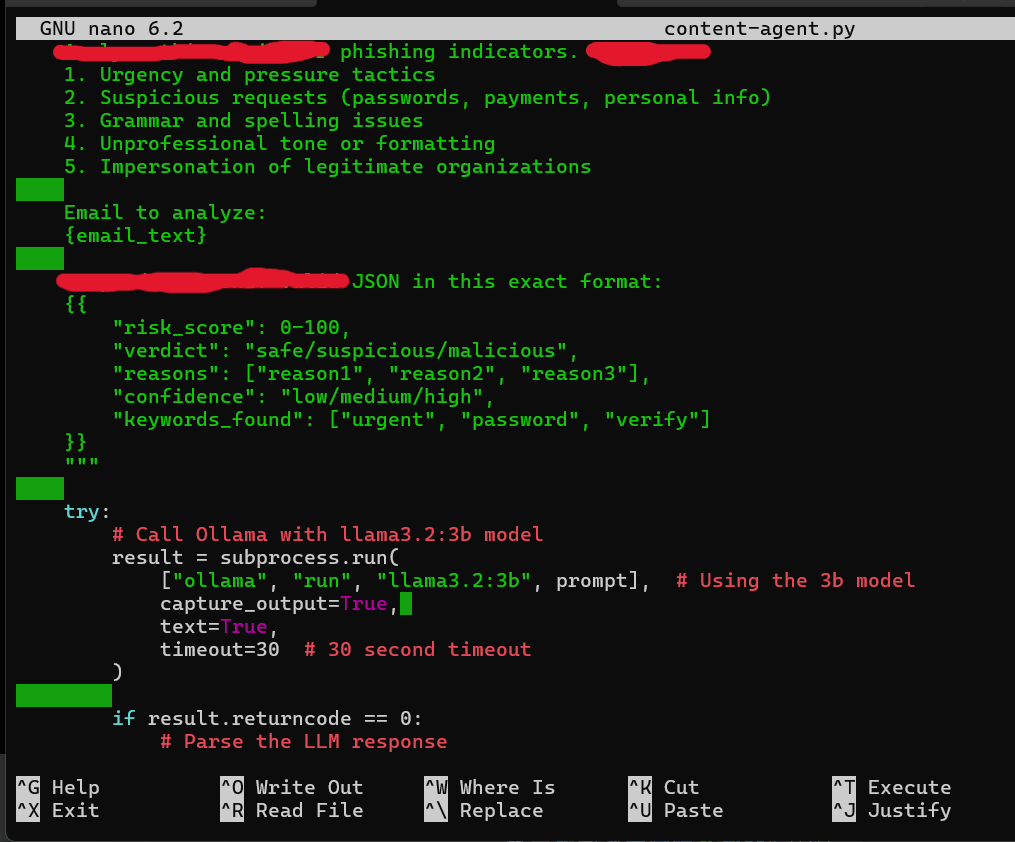 GNU nano 6.2 content-agent.py
phishing indicators.
1. Urgency and pressure tactics
2. Suspicious requests (passwords, payments, personal info)
3. Grammar and spelling issues
4. Unprofessional tone or formatting
5. Impersonation of legitimate organizations
Email to analyze:
{email_text}
JSON in this exact format:
{{
"risk_score": 0-100,
"verdict": "safe/suspicious/malicious",
"reasons": ["reason1", "reason2", "reason3"],
"confidence": "low/medium/high",
"keywords_found": ["urgent", "password", "verify"]
}}
"""
try:
# Call Ollama with llama3.2:3b model
result = subprocess.run(
["ollama", "run", "llama3.2:3b", prompt],  # Using the 3b model
capture_output=True,
text=True,
timeout=30  # 30 second timeout
)
if result.returncode == 0:
# Parse the LLM response
^G Help ^O Write Out ^W Where Is ^K Cut ^T Execute
^X Exit ^R Read File ^\ Replace ^U Paste ^J Justify